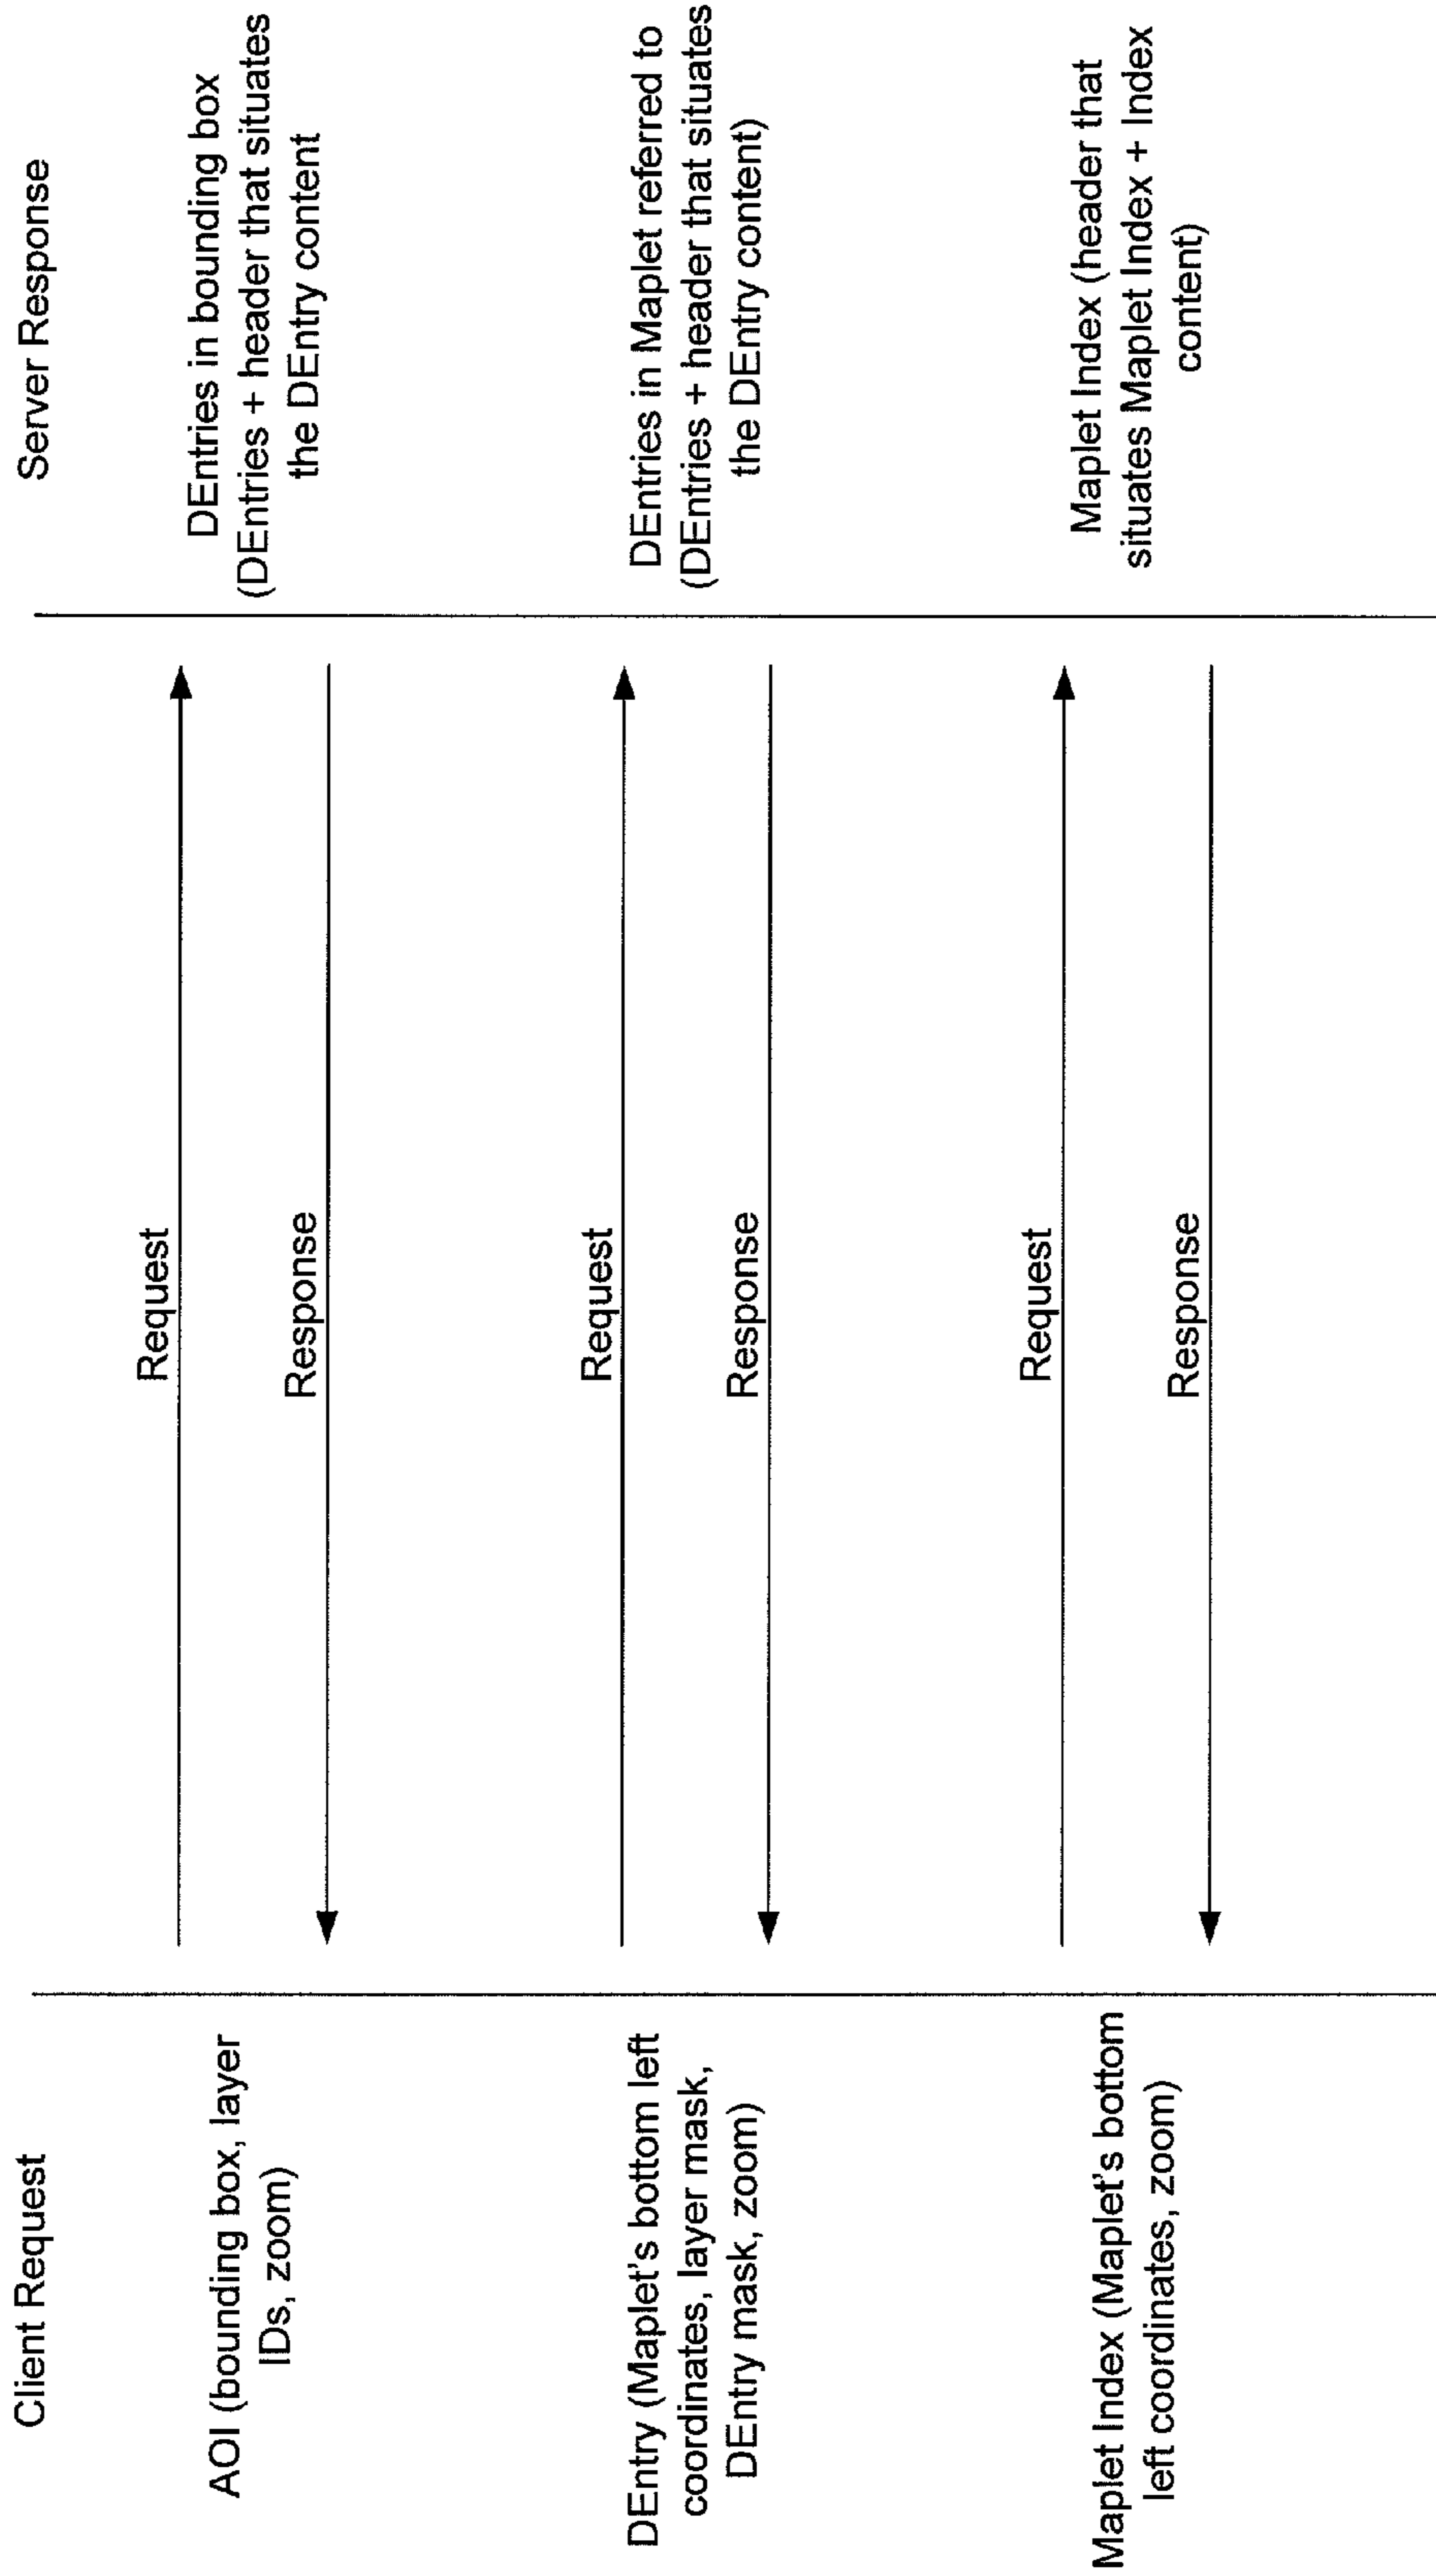 Client Request
Server Response
AOI (bounding box, layer
IDs, zoom)
Request
Response
DEntries in bounding box
(DEntries + header that situates
the DEntry content
DEntry (Maplet's bottom left
coordinates, layer mask,
DEntry mask, zoom)
Request
Response
DEntries in Maplet referred to
(DEntries + header that situates
the DEntry content)
Maplet Index (Maplet's bottom
left coordinates, zoom)
Request
Response
Maplet Index (header that
situates Maplet Index + Index
content)